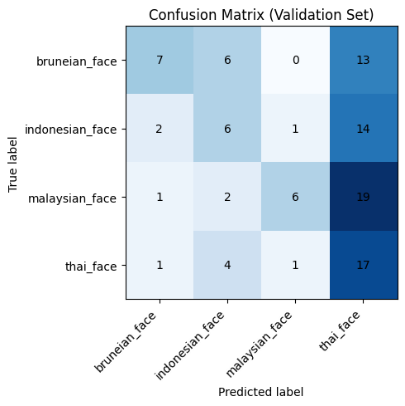 Confusion Matrix (Validation Set)
True label
bruneian_face 7 6 0 13
indonesian_face 2 6 1 14
malaysian_face 1 2 6 19
thai_face 1 4 1 17
bruneian_face indonesian_face malaysian_face thai_face
Predicted label